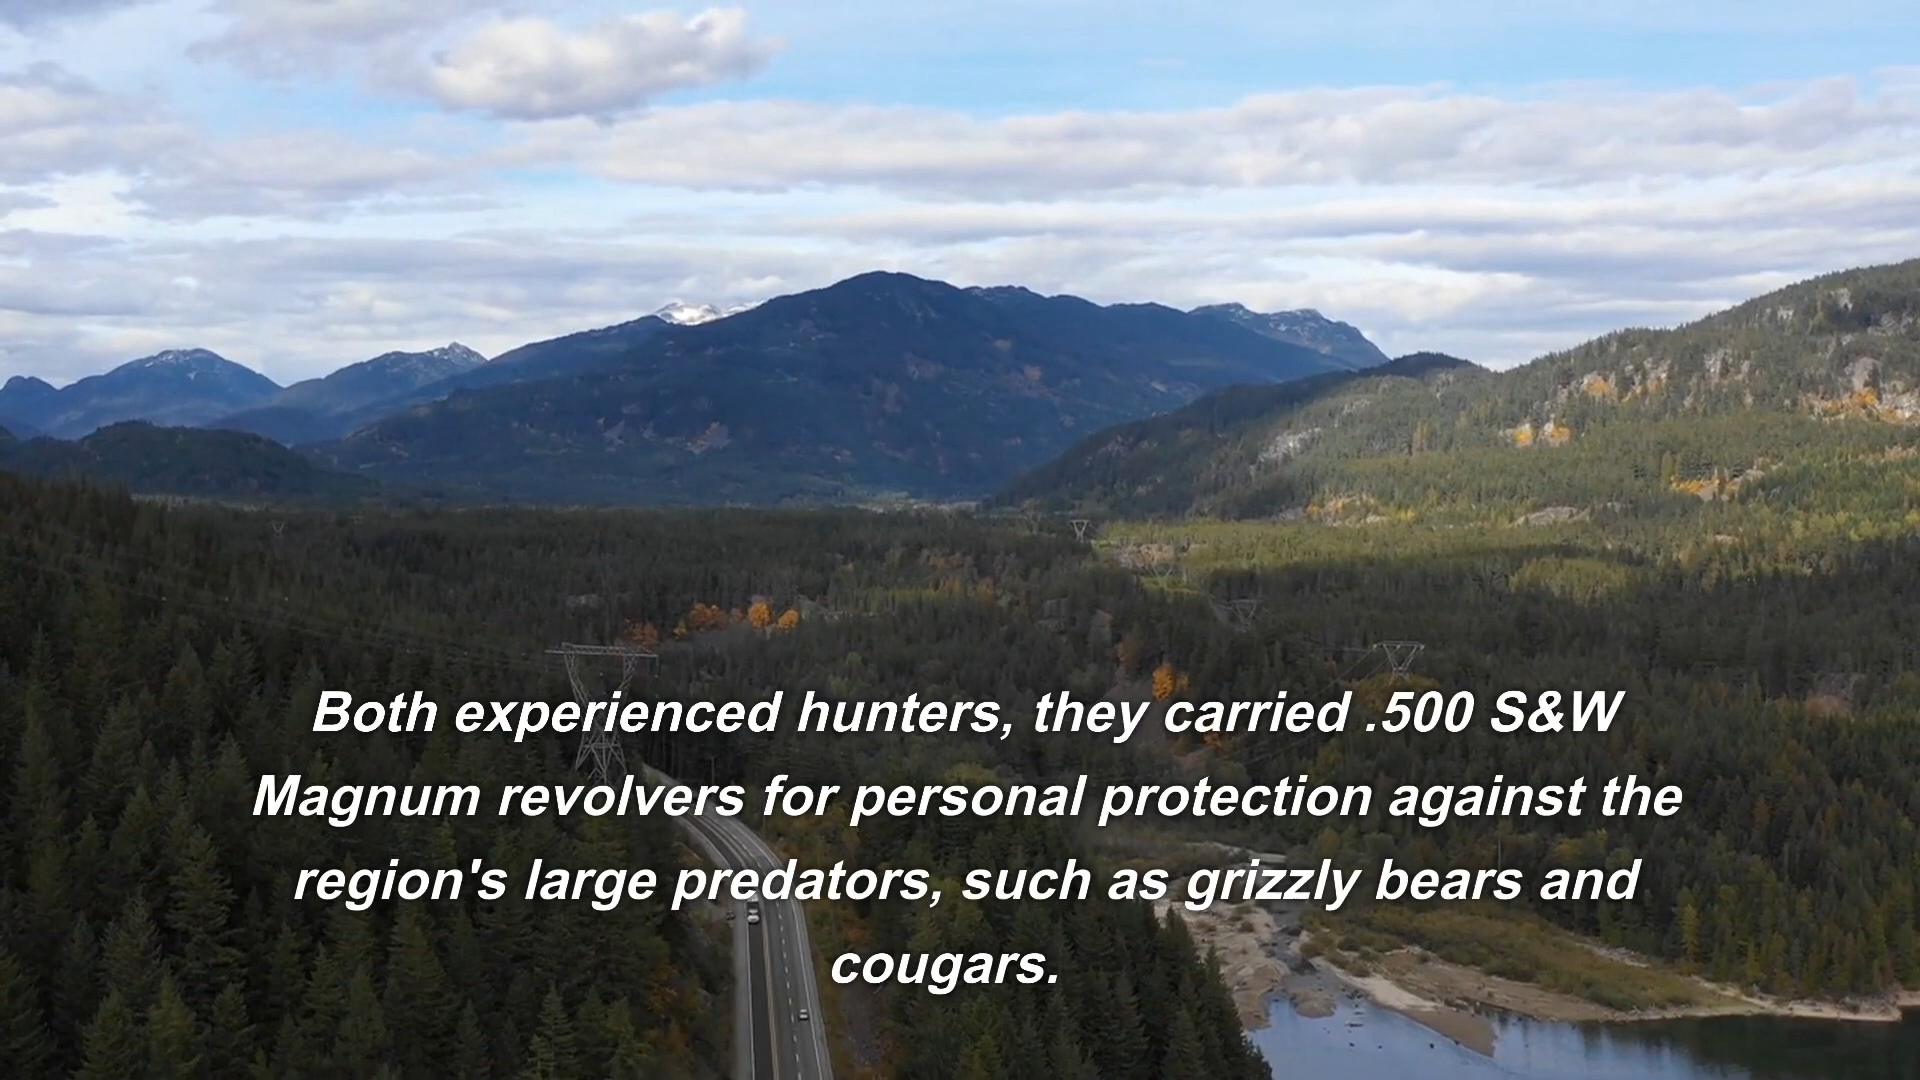 Both experienced hunters, they carried .500 S&W
Magnum revolvers for personal protection against the
region's large predators, such as grizzly bears and
cougars.